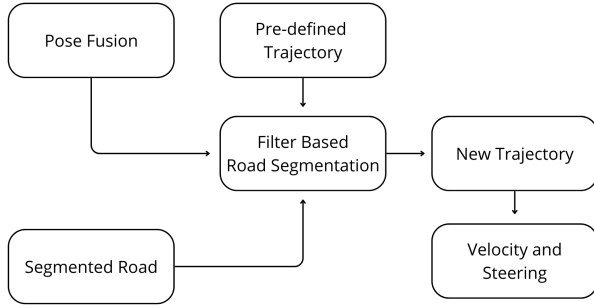 Pose Fusion
Pre-defined
Trajectory
Filter Based
Road Segmentation
New Trajectory
Segmented Road
Velocity and
Steering